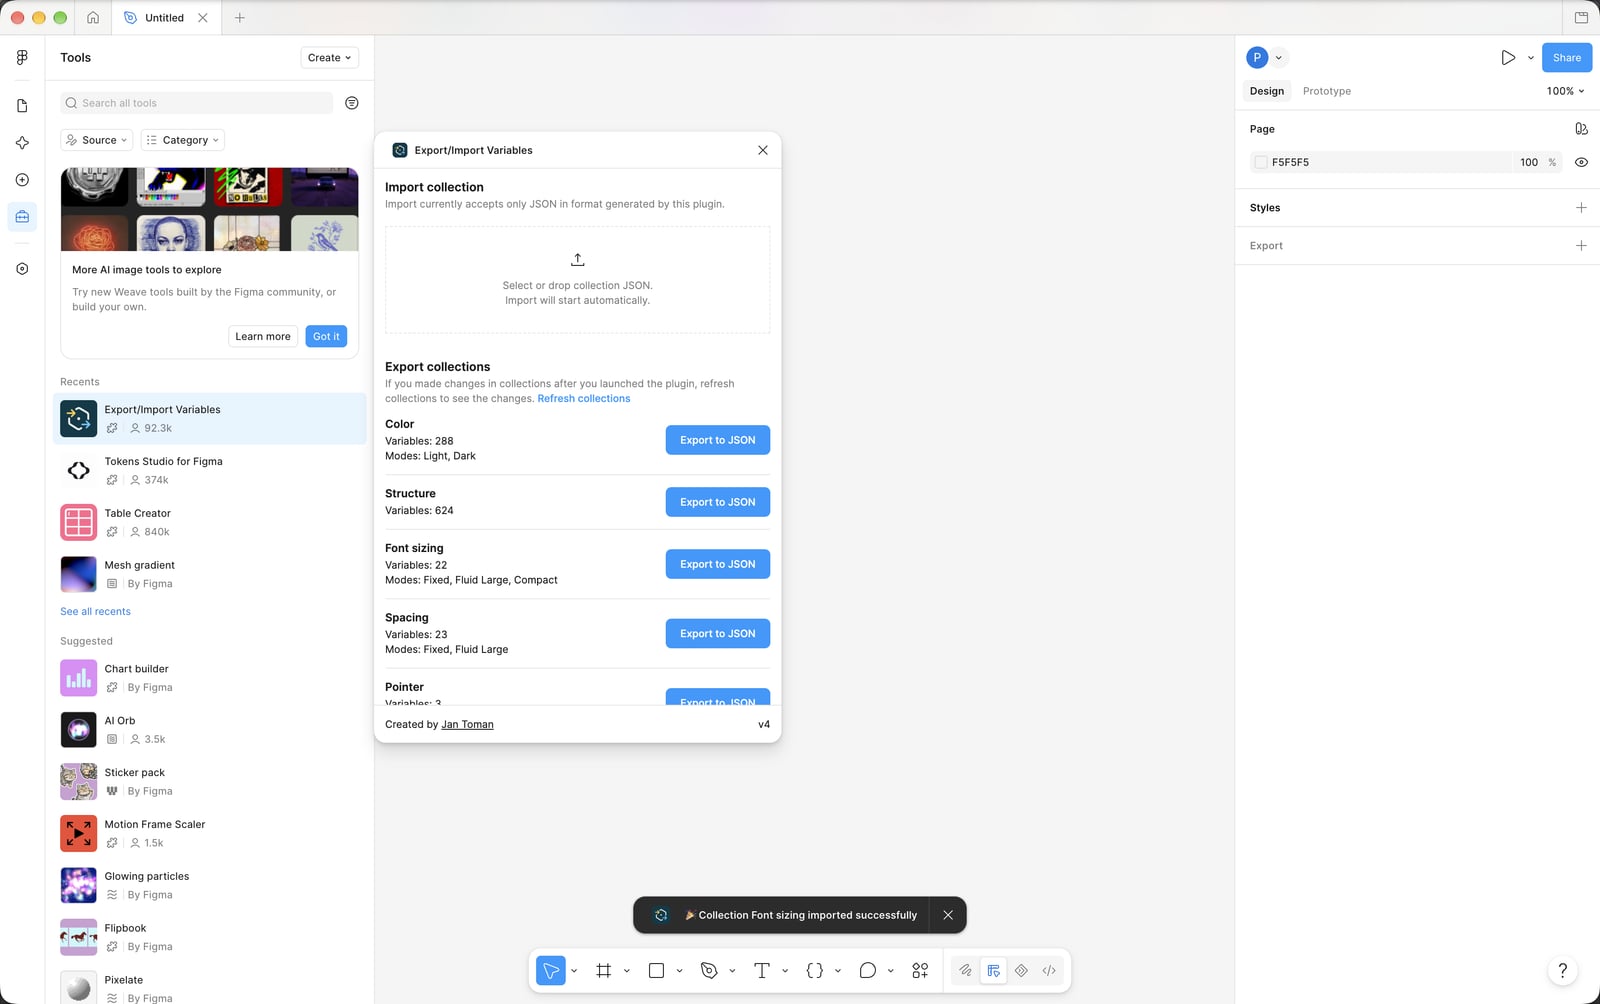 Untitled
Tools
Create
Search all tools
Source
Category
More AI image tools to explore
Try new Weave tools built by the Figma community, or
build your own.
Learn more
Got it
Recents
Export/Import Variables
92.3k
Tokens Studio for Figma
374k
Table Creator
840k
Mesh gradient
By Figma
See all recents
Suggested
Chart builder
By Figma
AI Orb
3.5k
Sticker pack
By Figma
Motion Frame Scaler
1.5k
Glowing particles
By Figma
Flipbook
By Figma
Pixelate
By Figma
Export/Import Variables
Import collection
Import currently accepts only JSON in format generated by this plugin.
Select or drop collection JSON.
Import will start automatically.
Export collections
If you made changes in collections after you launched the plugin, refresh
collections to see the changes. Refresh collections
Color
Variables: 288
Modes: Light, Dark
Export to JSON
Structure
Variables: 624
Export to JSON
Font sizing
Variables: 22
Modes: Fixed, Fluid Large, Compact
Export to JSON
Spacing
Variables: 23
Modes: Fixed, Fluid Large
Export to JSON
Pointer
Variables: 3
Export to JSON
Created by Jan Toman
v4
🎉 Collection Font sizing imported successfully
P
Share
Design
Prototype
100%
Page
F5F5F5
100 %
Styles
Export
?